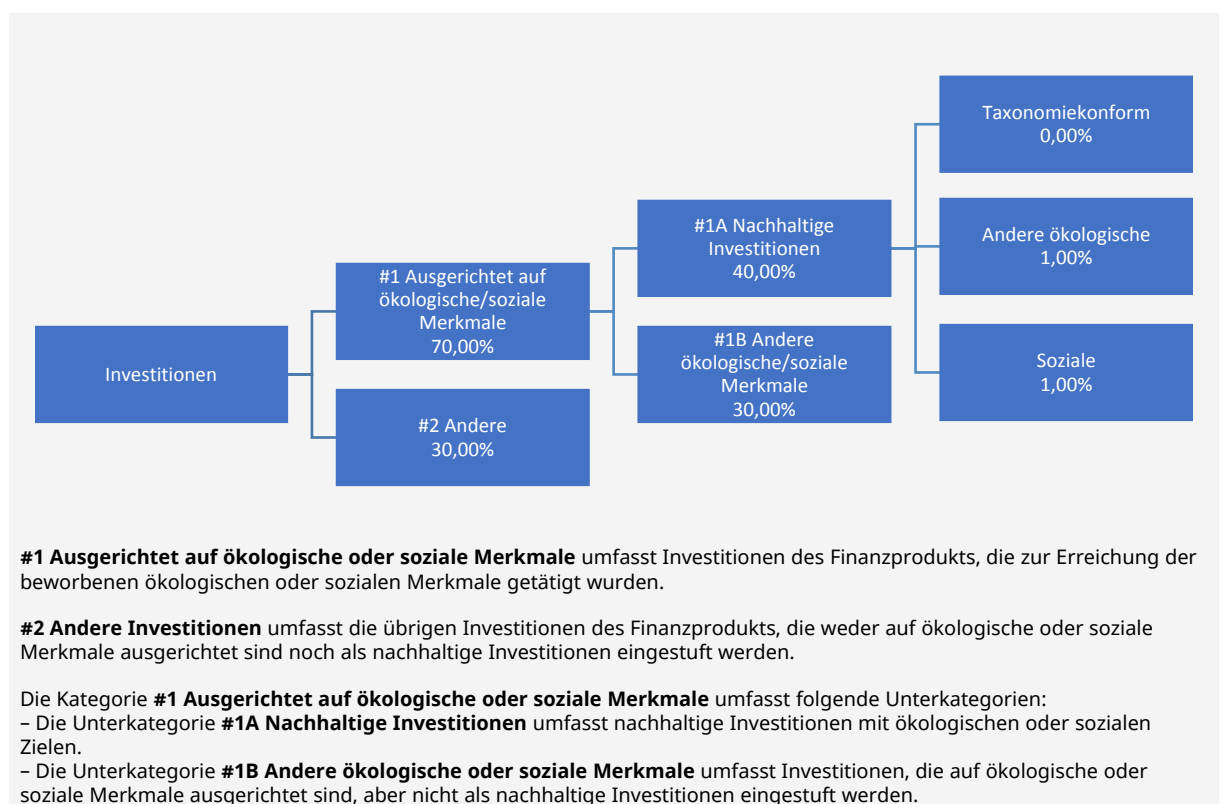 Investitionen
#1 Ausgerichtet auf
ökologische/soziale
Merkmale
70,00%
#2 Andere
30,00%
#1A Nachhaltige
Investitionen
40,00%
#1B Andere
ökologische/soziale
Merkmale
30,00%
Taxonomiekonform
0,00%
Andere ökologische
1,00%
Soziale
1,00%
#1 Ausgerichtet auf ökologische oder soziale Merkmale umfasst Investitionen des Finanzprodukts, die zur Erreichung der
beworbenen ökologischen oder sozialen Merkmale getätigt wurden.
#2 Andere Investitionen umfasst die übrigen Investitionen des Finanzprodukts, die weder auf ökologische oder soziale
Merkmale ausgerichtet sind noch als nachhaltige Investitionen eingestuft werden.
Die Kategorie #1 Ausgerichtet auf ökologische oder soziale Merkmale umfasst folgende Unterkategorien:
– Die Unterkategorie #1A Nachhaltige Investitionen umfasst nachhaltige Investitionen mit ökologischen oder sozialen
Zielen.
– Die Unterkategorie #1B Andere ökologische oder soziale Merkmale umfasst Investitionen, die auf ökologische oder
soziale Merkmale ausgerichtet sind, aber nicht als nachhaltige Investitionen eingestuft werden.